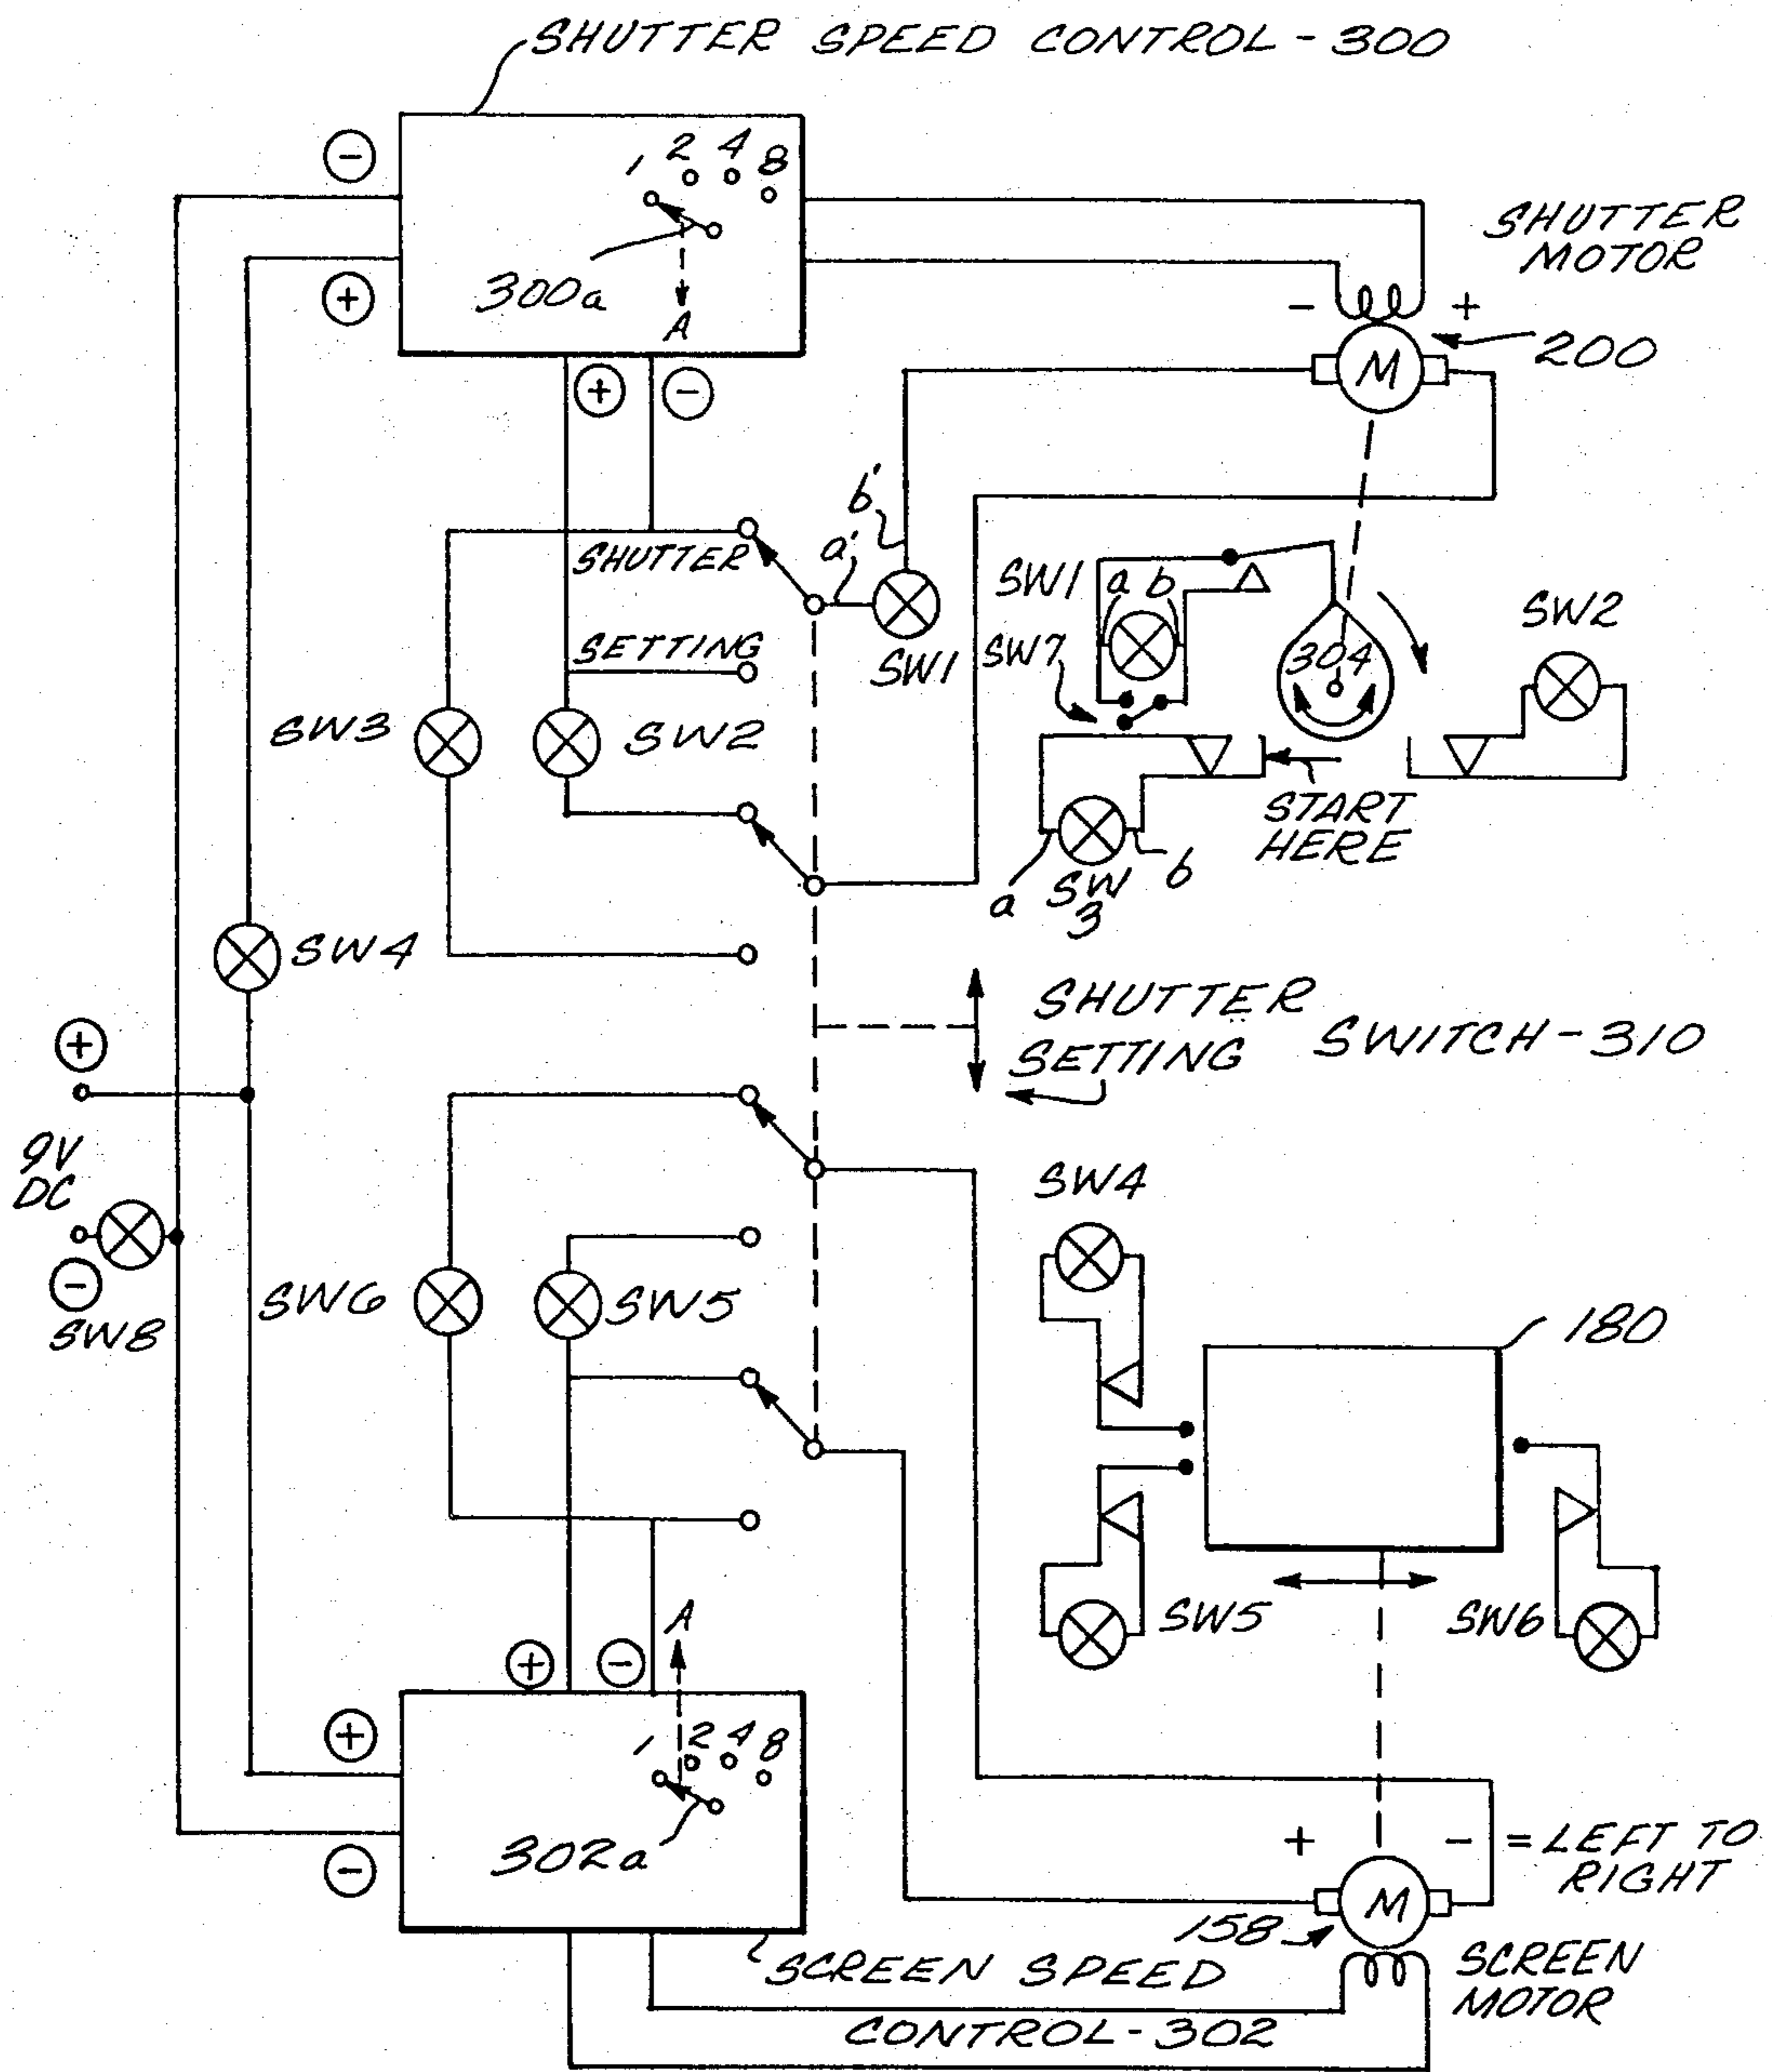 SHUTTER SPEED CONTROL - 300
1 2 4 8
300a
A
SHUTTER
MOTOR
- +
200
M
SHUTTER
SETTING
SW3
SW2
a'
b'
SW1
SW1
a b
SW7
304
SW2
START
HERE
a
SW
3
b
SW4
SHUTTER
SETTING
SWITCH-310
+
9V
DC
-
SW8
SW6
SW5
SW4
180
SW5
SW6
A
1 2 4 8
302a
+ -
= LEFT TO
RIGHT
M
158
SCREEN
MOTOR
SCREEN SPEED
CONTROL-302